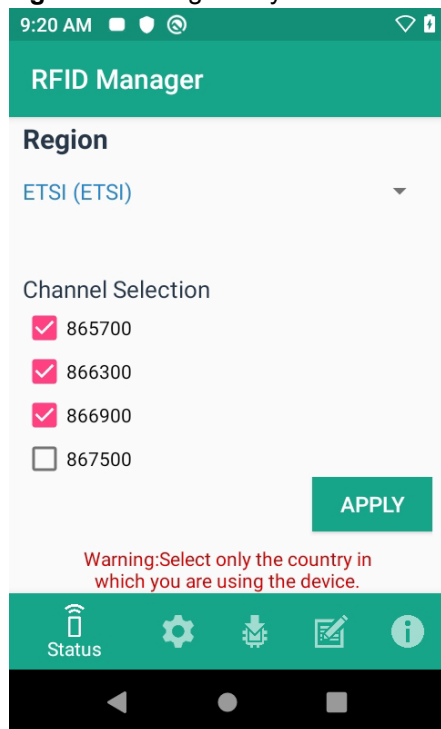 9:20 AM
RFID Manager
Region
ETSI (ETSI)
Channel Selection
865700
866300
866900
867500
APPLY
Warning:Select only the country in
which you are using the device.
Status